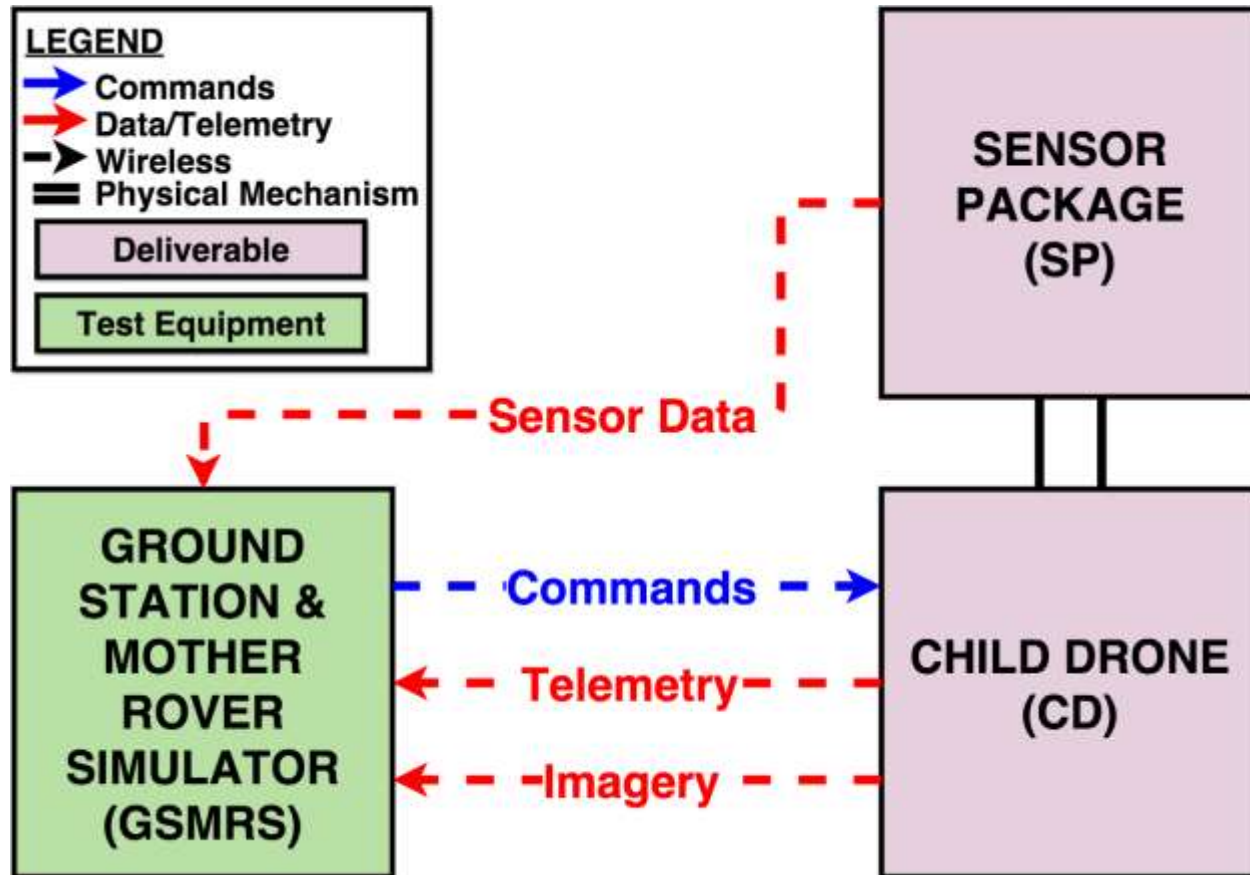 LEGEND
Commands
Data/Telemetry
Wireless
Physical Mechanism
Deliverable
Test Equipment
SENSOR
PACKAGE
(SP)
Sensor Data
GROUND
STATION &
MOTHER
ROVER
SIMULATOR
(GSMRS)
Commands
Telemetry
Imagery
CHILD DRONE
(CD)